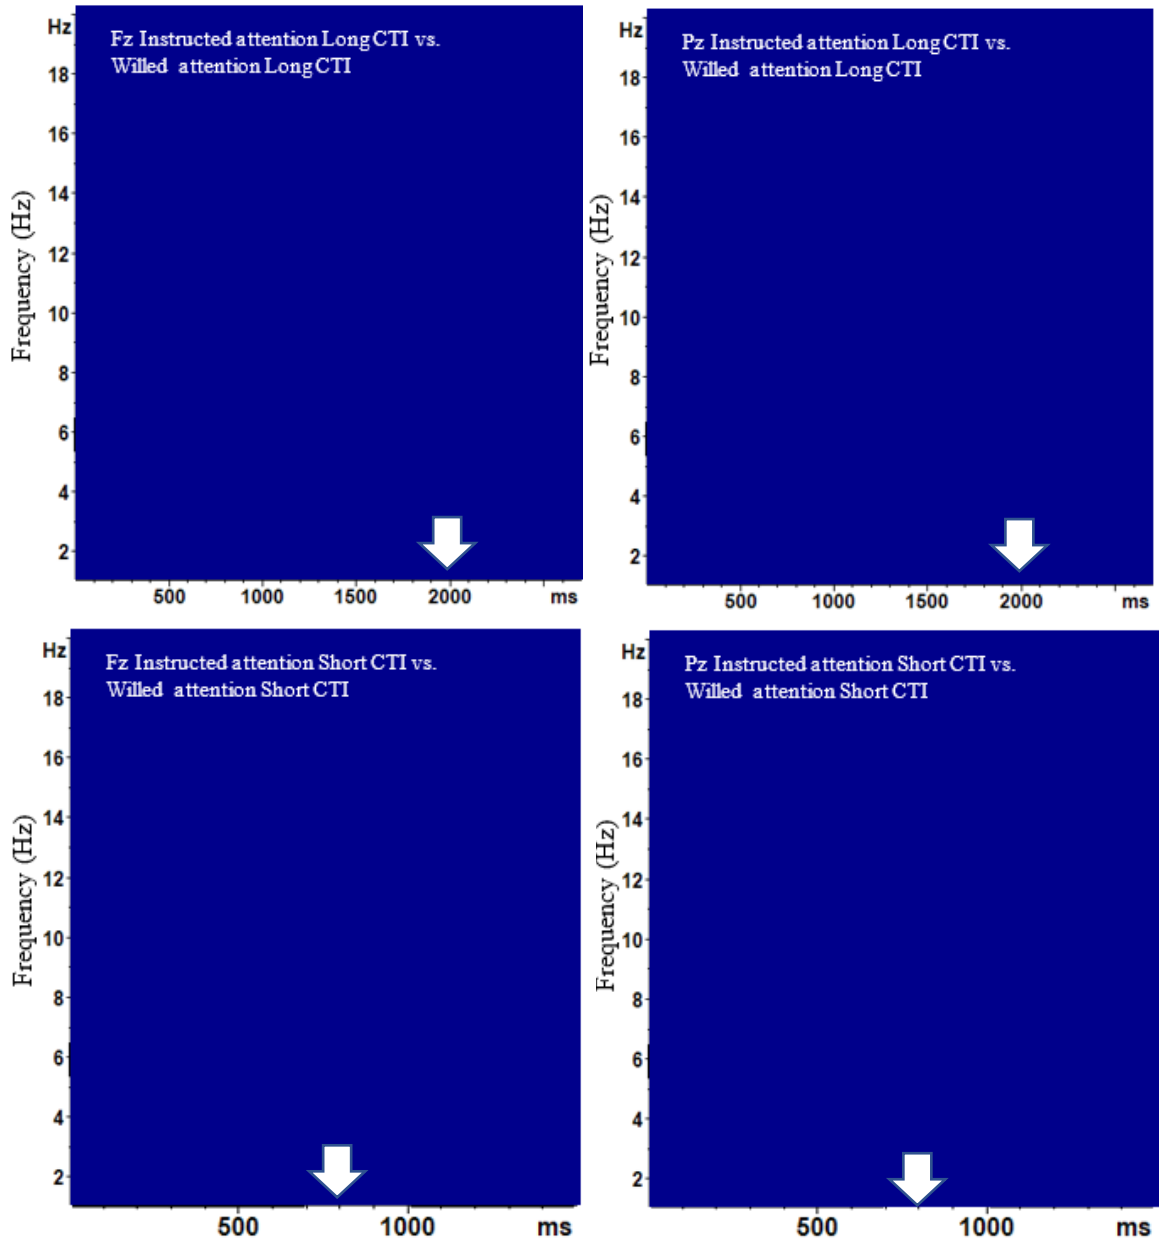 Hz
Fz Instructed attention Long CTI vs.
Willed attention Long CTI
18
16
14
12
10
8
6
4
2
Frequency (Hz)
500 1000 1500 2000 ms
Hz
Pz Instructed attention Long CTI vs.
Willed attention Long CTI
18
16
14
12
10
8
6
4
2
Frequency (Hz)
500 1000 1500 2000 ms
Hz
Fz Instructed attention Short CTI vs.
Willed attention Short CTI
18
16
14
12
10
8
6
4
2
Frequency (Hz)
500 1000 ms
Hz
Pz Instructed attention Short CTI vs.
Willed attention Short CTI
18
16
14
12
10
8
6
4
2
Frequency (Hz)
500 1000 ms